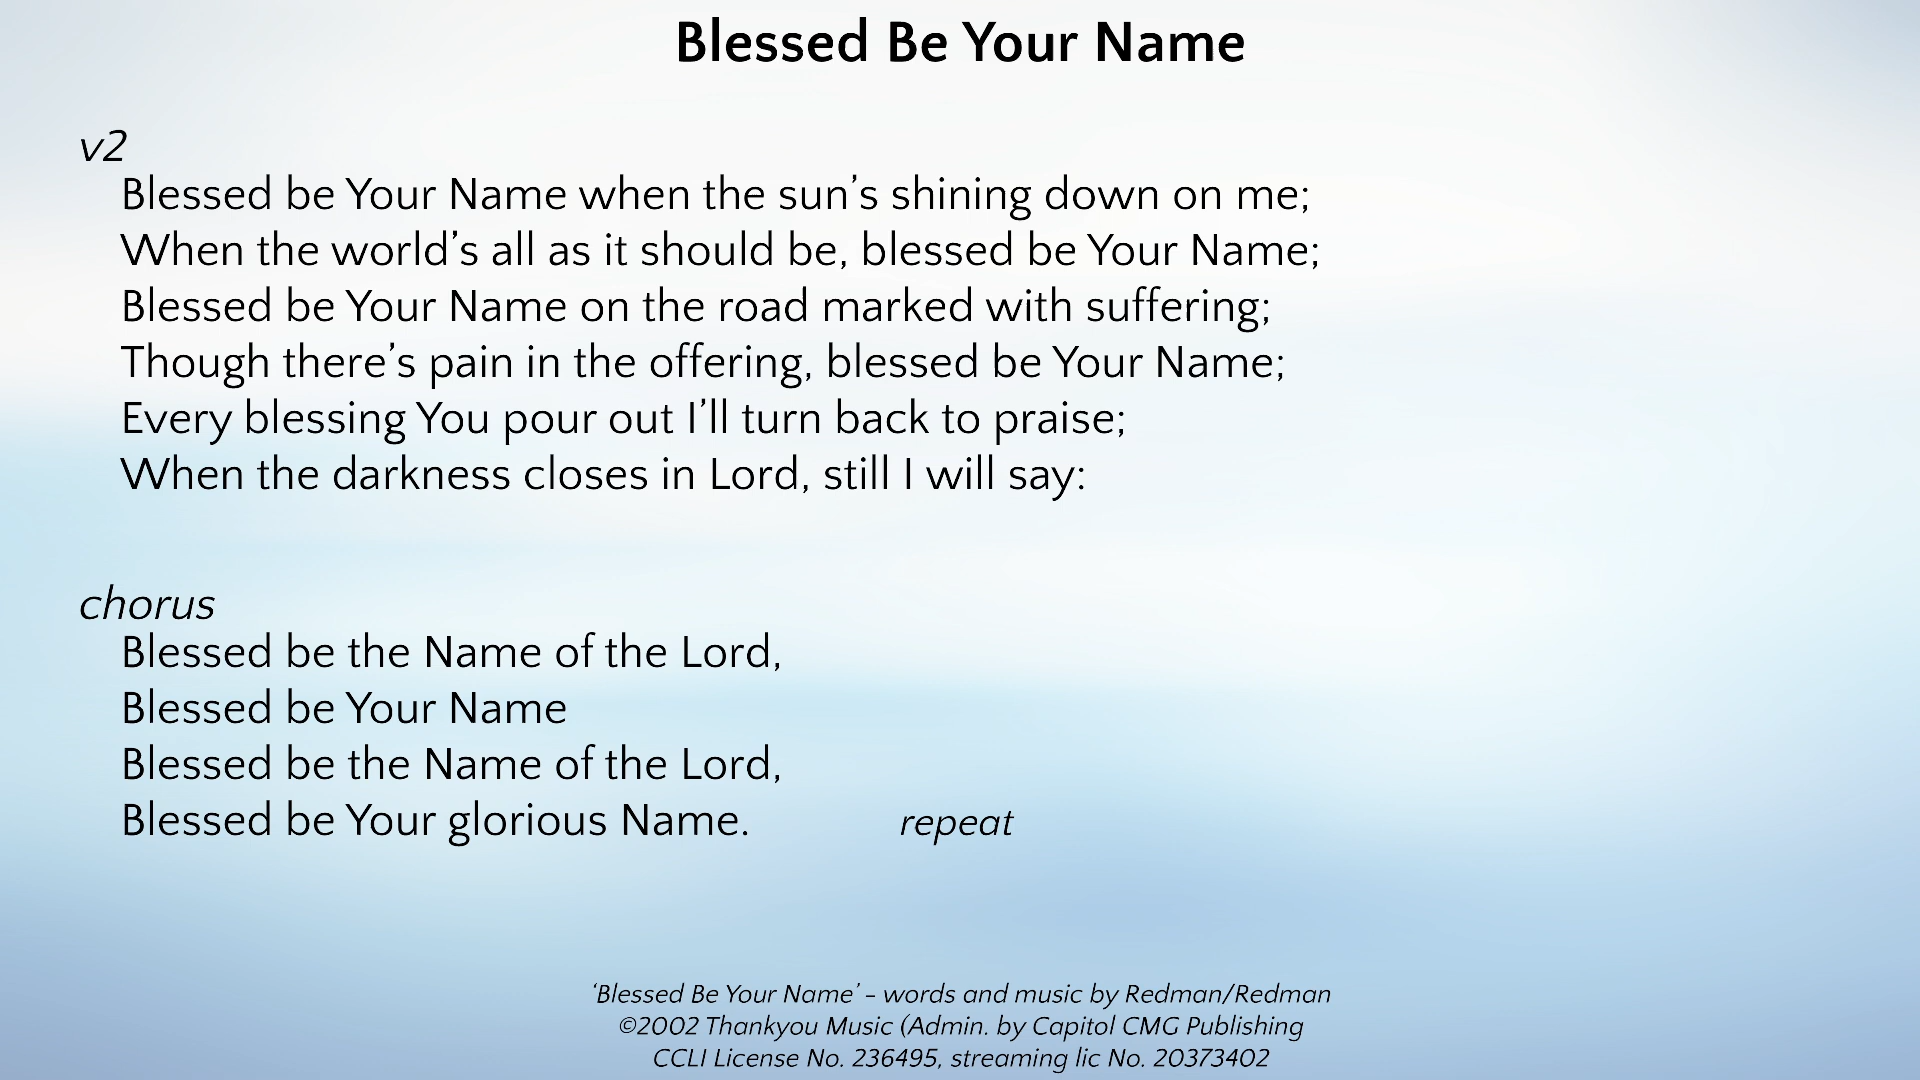 Blessed Be Your Name
v2
Blessed be Your Name when the sun’s shining down on me;
When the world’s all as it should be, blessed be Your Name;
Blessed be Your Name on the road marked with suffering;
Though there’s pain in the offering, blessed be Your Name;
Every blessing You pour out I’ll turn back to praise;
When the darkness closes in Lord, still I will say:
chorus
Blessed be the Name of the Lord,
Blessed be Your Name
Blessed be the Name of the Lord,
Blessed be Your glorious Name. repeat
‘Blessed Be Your Name’ - words and music by Redman/Redman
©2002 Thankyou Music (Admin. by Capitol CMG Publishing
CCLI License No. 236495, streaming lic No. 20373402